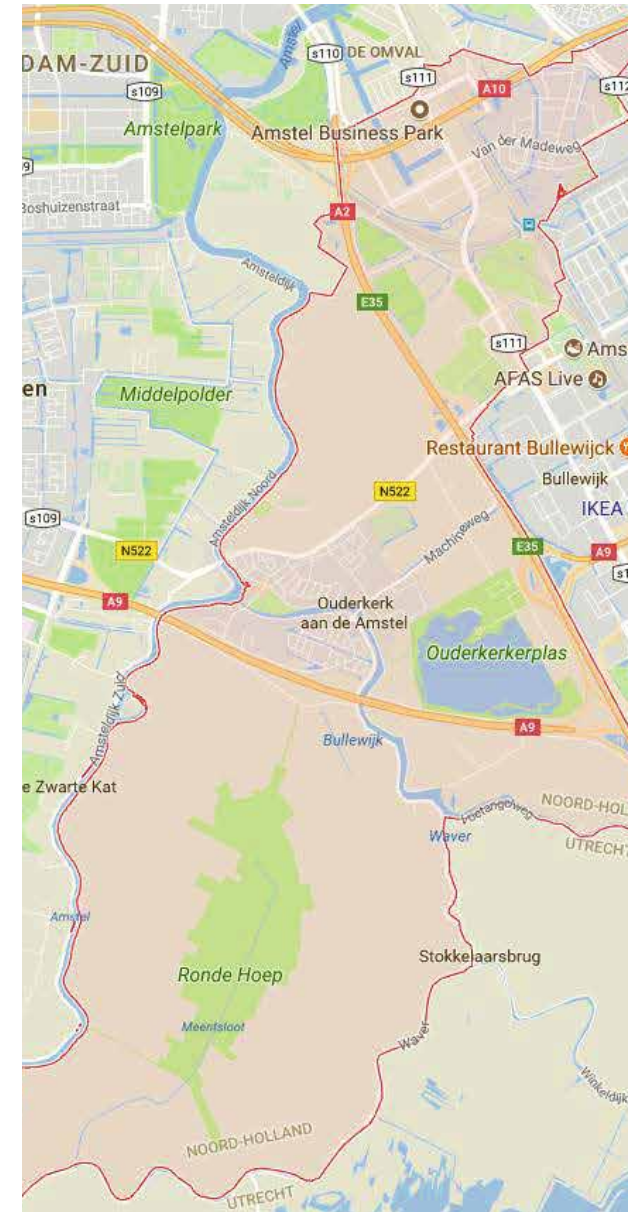 DAM-ZUID
s110
DE OMVAL
Amstel
s111
s109
A10
s112
Amstelpark
Amstel Business Park
Van der Madeweg
Boshuizenstraat
A2
Amsteldijk
E35
s111
Ams
AFAS Live
en
Middelpolder
Restaurant Bullewijck
Bullewijk
N522
IKEA
s109
Amsteldijk Noord
Machineweg
N522
E35
A9
A9
Ouderkerk
aan de Amstel
Ouderkerkerplas
Amsteldijk Zuid
A9
Bullewijk
e Zwarte Kat
NOORD-HOL
Poetangolweg
Waver
UTRECHT
Amstel
Stokkelaarsbrug
Ronde Hoep
Meentsloot
Waver
Winkeldijk
NOORD-HOLLAND
UTRECHT